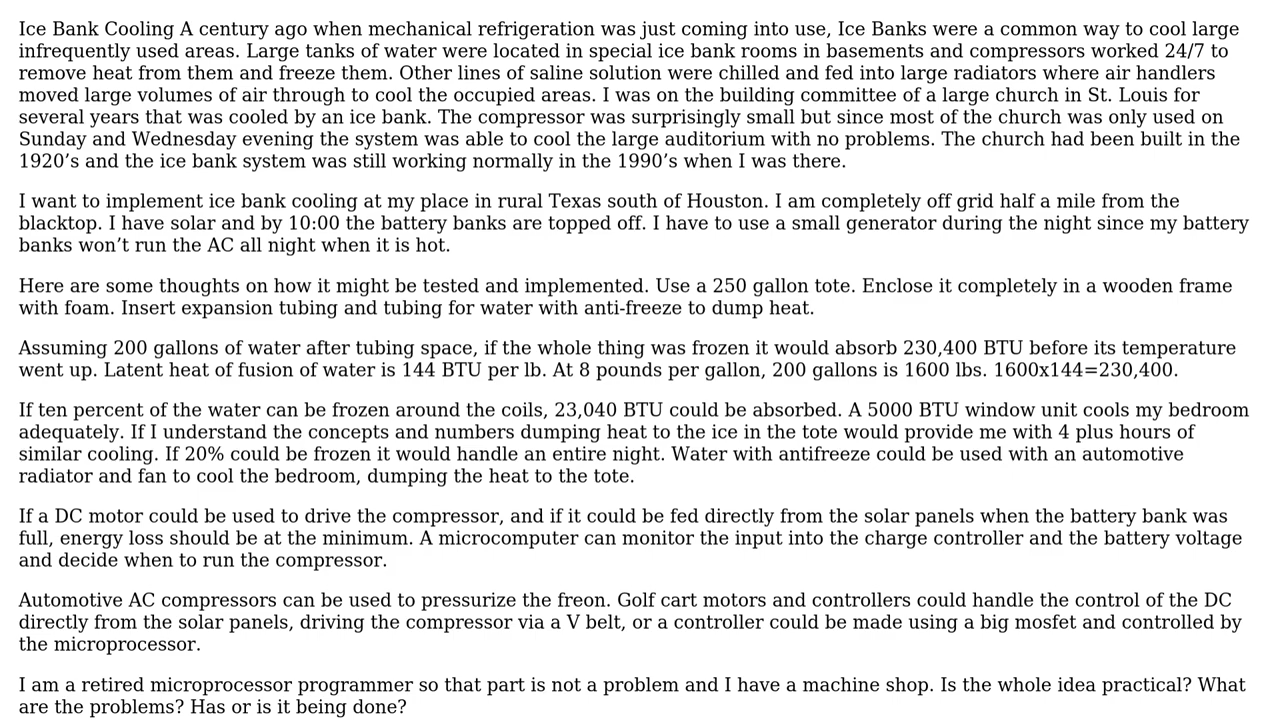 Ice Bank Cooling A century ago when mechanical refrigeration was just coming into use, Ice Banks were a common way to cool large
infrequently used areas. Large tanks of water were located in special ice bank rooms in basements and compressors worked 24/7 to
remove heat from them and freeze them. Other lines of saline solution were chilled and fed into large radiators where air handlers
moved large volumes of air through to cool the occupied areas. I was on the building committee of a large church in St. Louis for
several years that was cooled by an ice bank. The compressor was surprisingly small but since most of the church was only used on
Sunday and Wednesday evening the system was able to cool the large auditorium with no problems. The church had been built in the
1920’s and the ice bank system was still working normally in the 1990’s when I was there.
I want to implement ice bank cooling at my place in rural Texas south of Houston. I am completely off grid half a mile from the
blacktop. I have solar and by 10:00 the battery banks are topped off. I have to use a small generator during the night since my battery
banks won’t run the AC all night when it is hot.
Here are some thoughts on how it might be tested and implemented. Use a 250 gallon tote. Enclose it completely in a wooden frame
with foam. Insert expansion tubing and tubing for water with anti-freeze to dump heat.
Assuming 200 gallons of water after tubing space, if the whole thing was frozen it would absorb 230,400 BTU before its temperature
went up. Latent heat of fusion of water is 144 BTU per lb. At 8 pounds per gallon, 200 gallons is 1600 lbs. 1600x144=230,400.
If ten percent of the water can be frozen around the coils, 23,040 BTU could be absorbed. A 5000 BTU window unit cools my bedroom
adequately. If I understand the concepts and numbers dumping heat to the ice in the tote would provide me with 4 plus hours of
similar cooling. If 20% could be frozen it would handle an entire night. Water with antifreeze could be used with an automotive
radiator and fan to cool the bedroom, dumping the heat to the tote.
If a DC motor could be used to drive the compressor, and if it could be fed directly from the solar panels when the battery bank was
full, energy loss should be at the minimum. A microcomputer can monitor the input into the charge controller and the battery voltage
and decide when to run the compressor.
Automotive AC compressors can be used to pressurize the freon. Golf cart motors and controllers could handle the control of the DC
directly from the solar panels, driving the compressor via a V belt, or a controller could be made using a big mosfet and controlled by
the microprocessor.
I am a retired microprocessor programmer so that part is not a problem and I have a machine shop. Is the whole idea practical? What
are the problems? Has or is it being done?